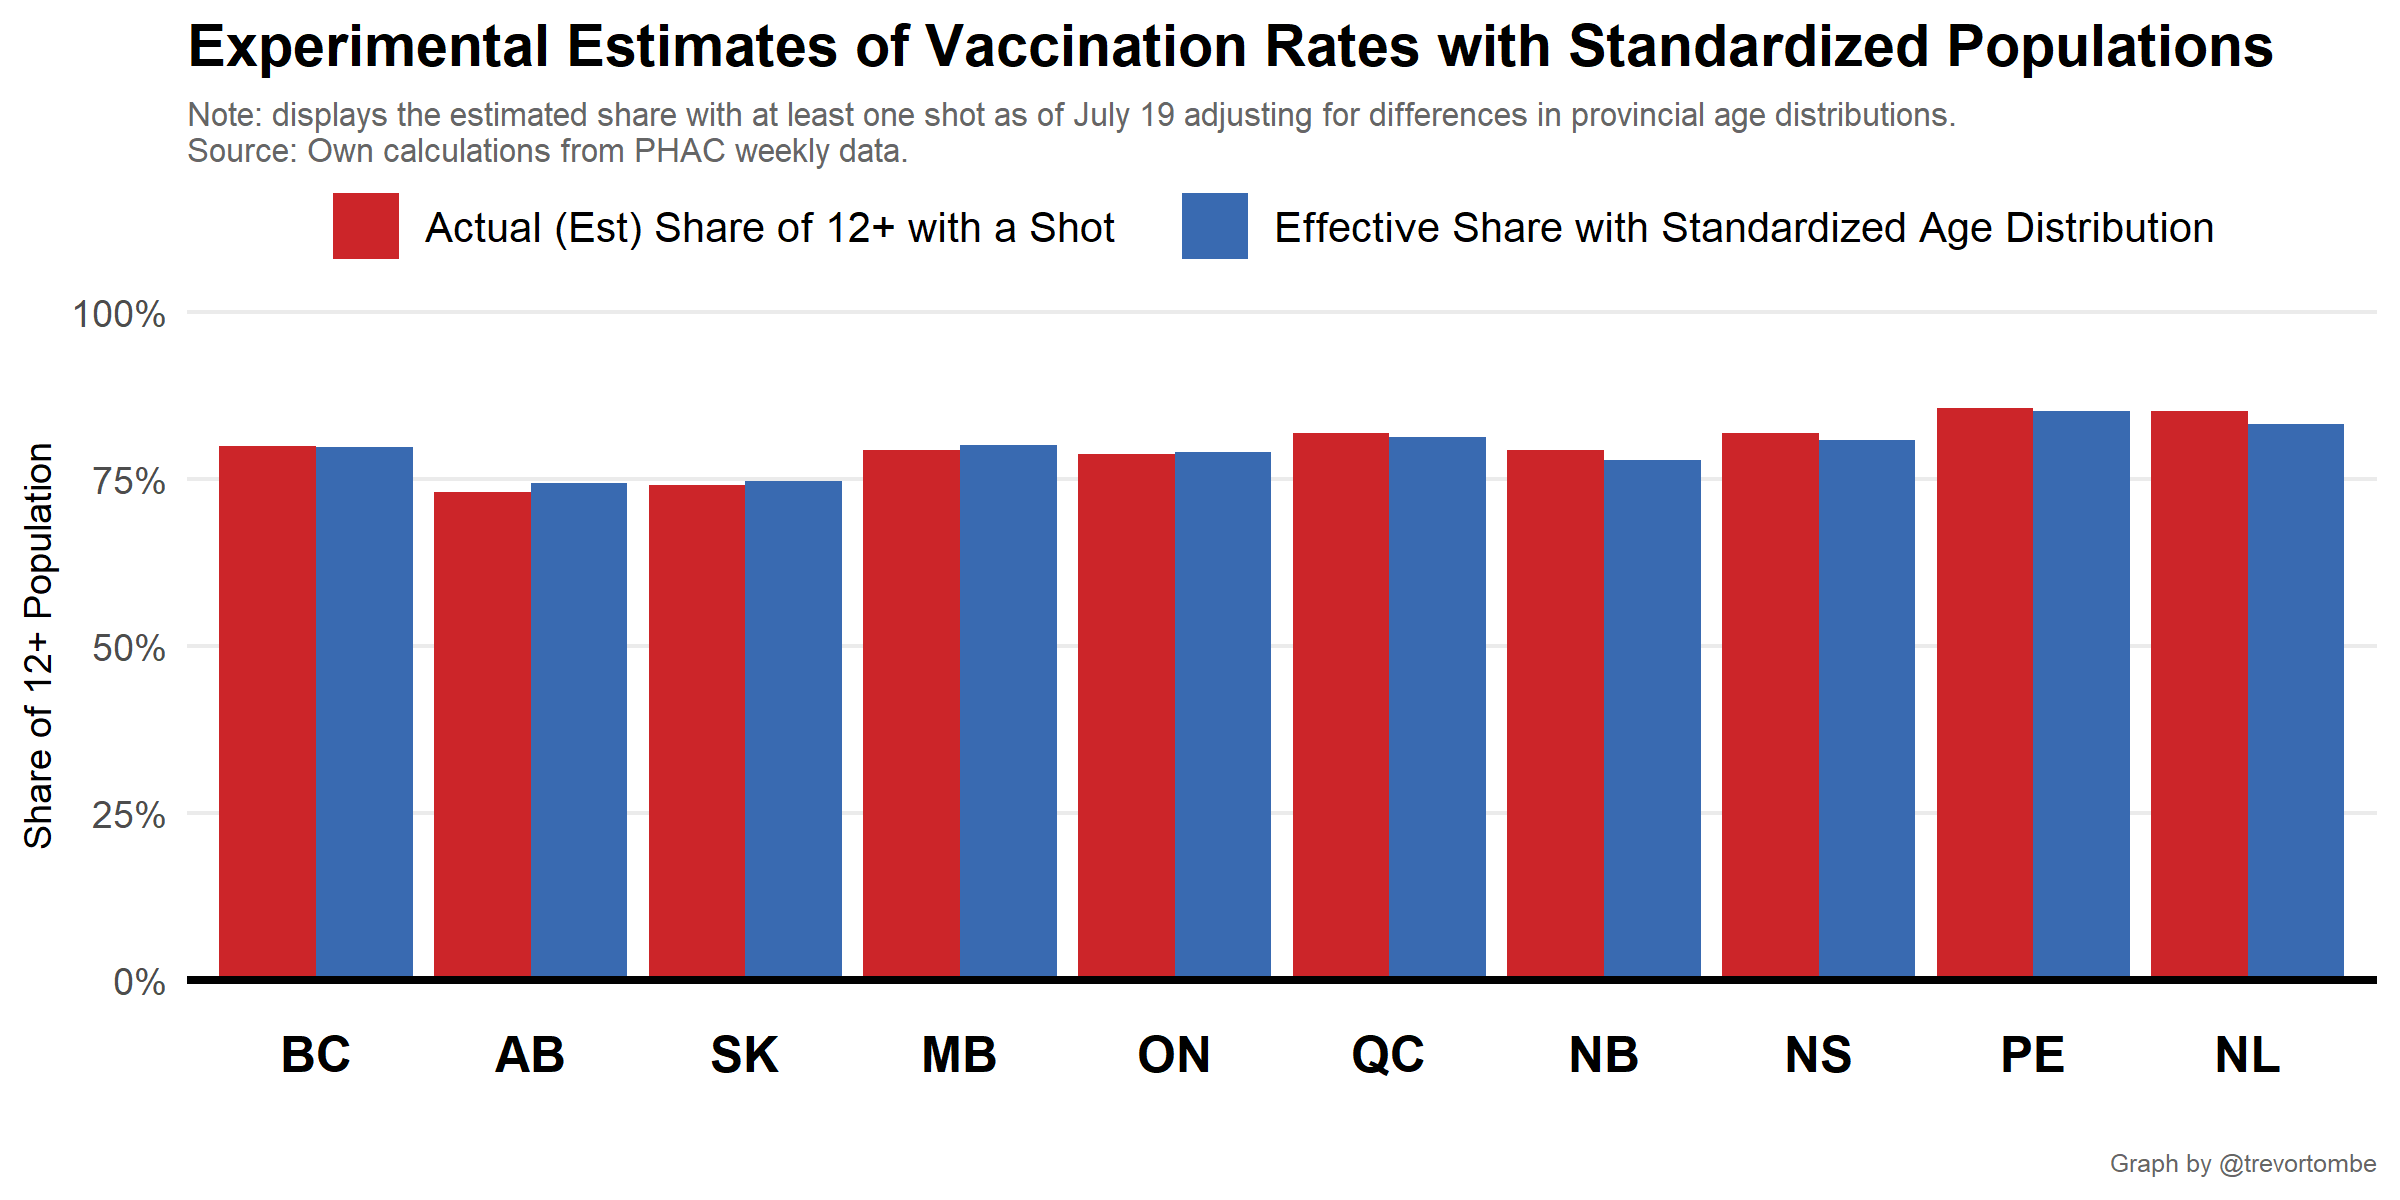 Experimental Estimates of Vaccination Rates with Standardized Populations
Note: displays the estimated share with at least one shot as of July 19 adjusting for differences in provincial age distributions.
Source: Own calculations from PHAC weekly data.
Actual (Est) Share of 12+ with a Shot
Effective Share with Standardized Age Distribution
Share of 12+ Population
100%
75%
50%
25%
0%
BC AB SK MB ON QC NB NS PE NL
Graph by @trevortombe